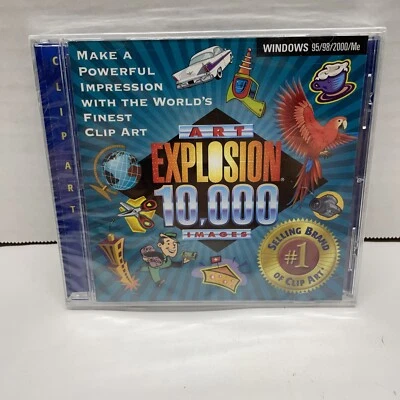 WINDOWS 95/98/2000/Me
MAKE A
POWERFUL
IMPRESSION
WITH THE WORLD'S
FINEST
CLIP ART
CLIP ART
ART
EXPLOSION®
10,000
IMAGES
SELLING BRAND
#1
OF CLIP ART!